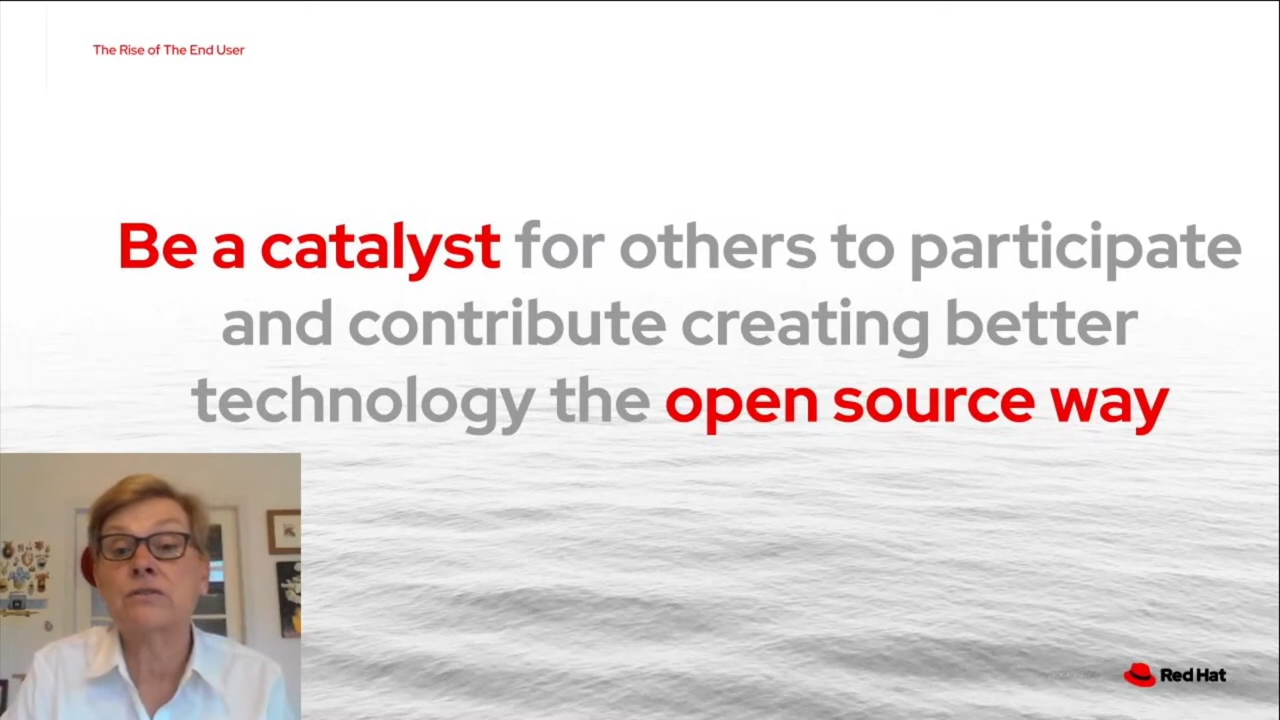 The Rise of The End User
Be a catalyst for others to participate
and contribute creating better
technology the open source way
Red Hat